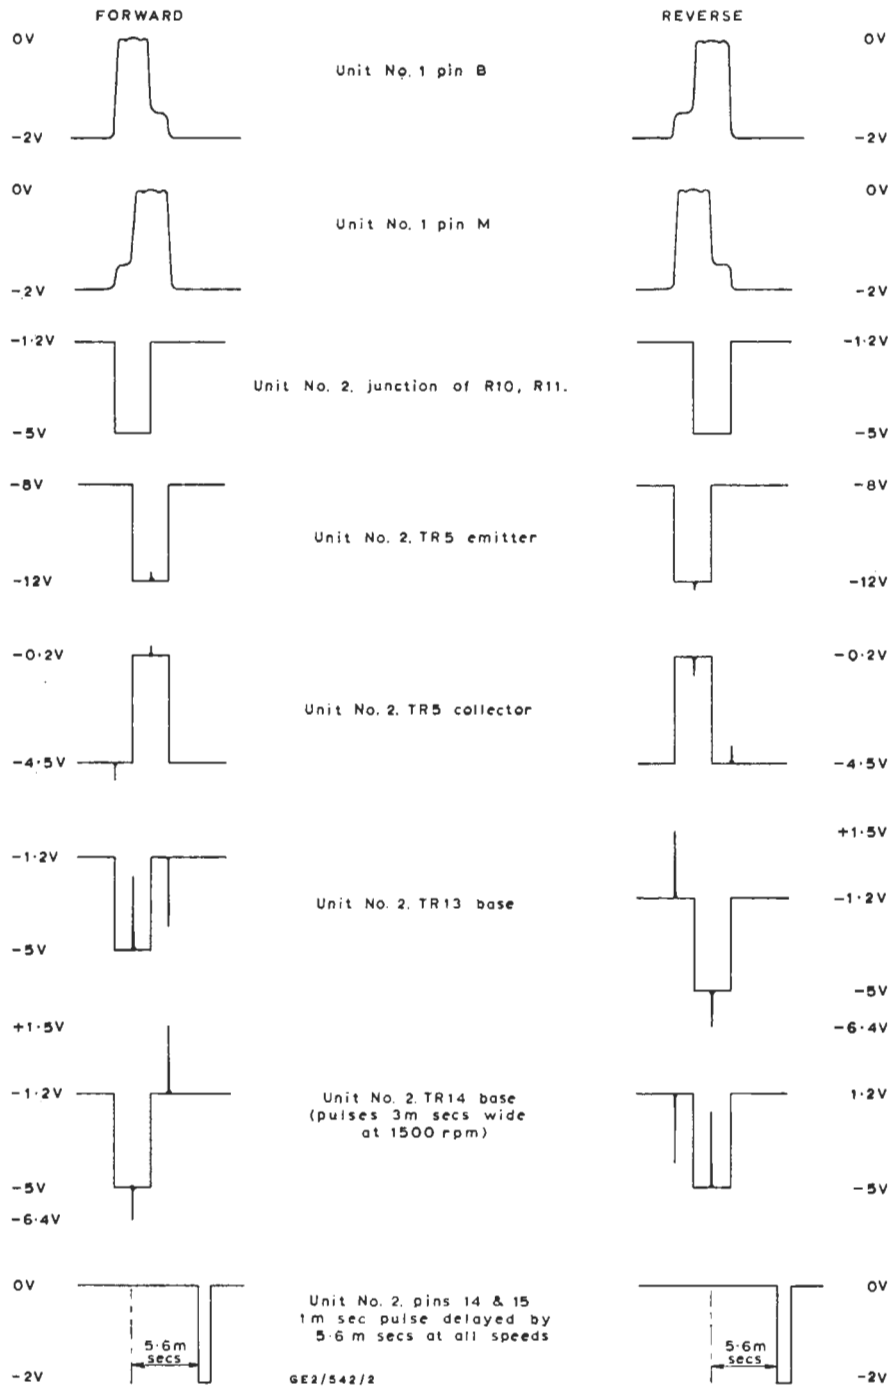 FORWARD REVERSE
0V 0V
Unit No. 1 pin B
-2V -2V
0V 0V
Unit No. 1 pin M
-2V -2V
-1·2V -1·2V
Unit No. 2. junction of R10, R11.
-5V -5V
-8V -8V
Unit No. 2. TR5 emitter
-12V -12V
-0·2V -0·2V
Unit No. 2. TR5 collector
-4·5V -4·5V
+1·5V
-1·2V
Unit No. 2. TR13 base -1·2V
-5V
-5V
+1·5V -6·4V
-1·2V 1·2V
Unit No. 2. TR14 base
(pulses 3m secs wide
at 1500 rpm)
-5V -5V
-6·4V
0V 0V
Unit No. 2. pins 14 & 15
1m sec pulse delayed by
5·6m secs at all speeds
5·6m
secs
5·6m
secs
-2V -2V
GE2/542/2